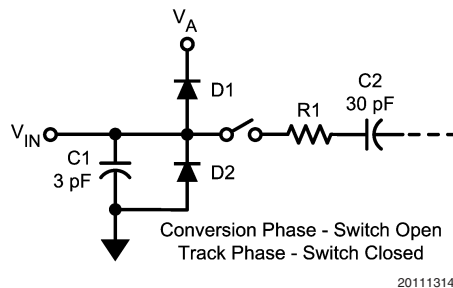 VA
D1
C2
30 pF
R1
VIN
C1
3 pF
D2
Conversion Phase - Switch Open
Track Phase - Switch Closed
20111314